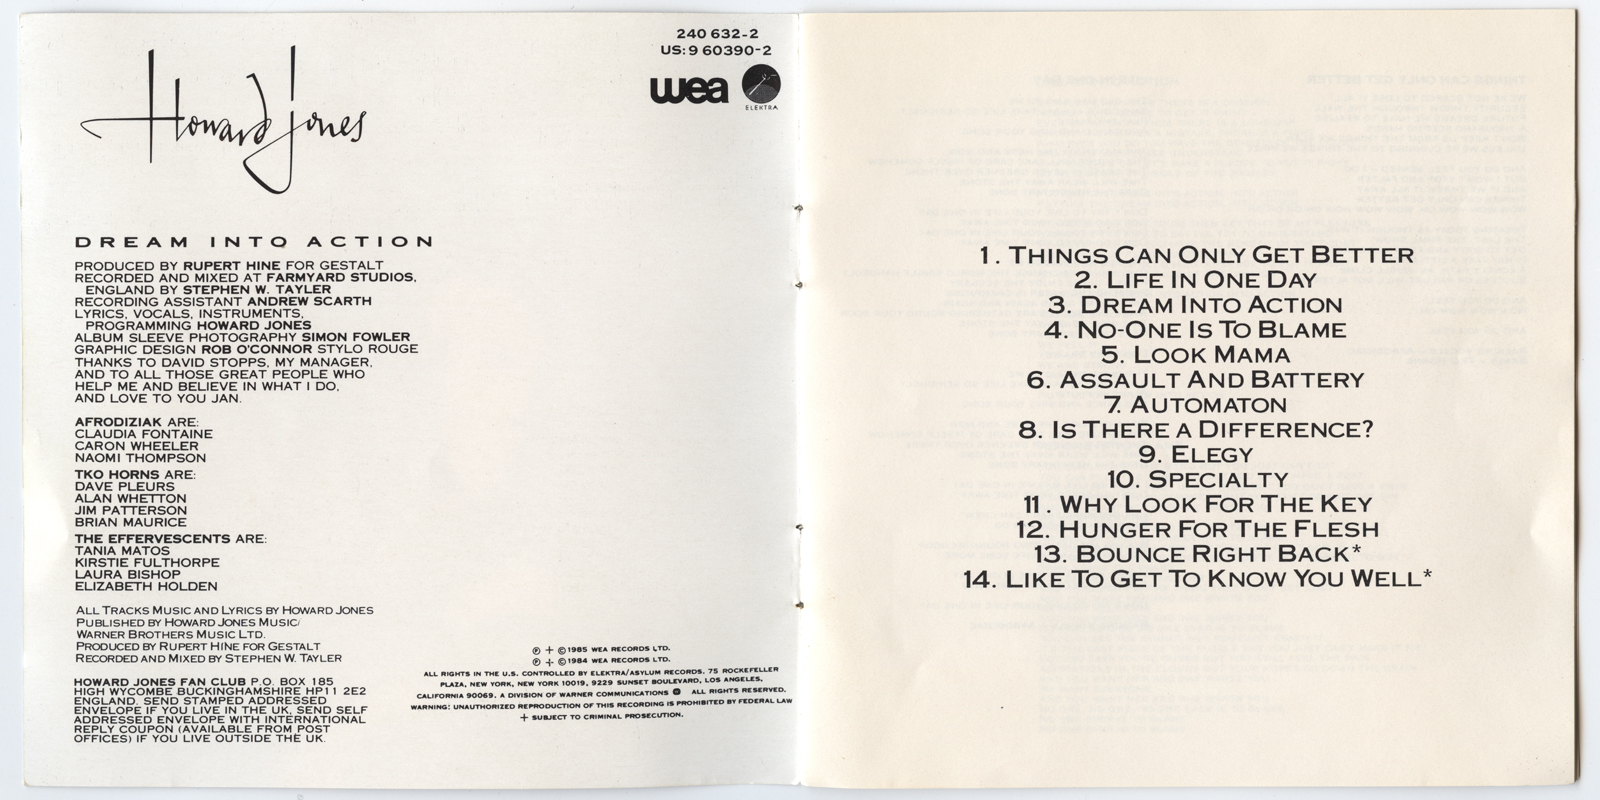 Howard Jones
240 632-2
US: 9 60390-2
wea
ELEKTRA
DREAM INTO ACTION
PRODUCED BY RUPERT HINE FOR GESTALT
RECORDED AND MIXED AT FARMYARD STUDIOS,
ENGLAND BY STEPHEN W. TAYLER
RECORDING ASSISTANT ANDREW SCARTH
LYRICS, VOCALS, INSTRUMENTS,
PROGRAMMING HOWARD JONES
ALBUM SLEEVE PHOTOGRAPHY SIMON FOWLER
GRAPHIC DESIGN ROB O'CONNOR STYLO ROUGE
THANKS TO DAVID STOPPS, MY MANAGER,
AND TO ALL THOSE GREAT PEOPLE WHO
HELP ME AND BELIEVE IN WHAT I DO,
AND LOVE TO YOU JAN.
AFRODIZIAK ARE:
CLAUDIA FONTAINE
CARON WHEELER
NAOMI THOMPSON
TKO HORNS ARE:
DAVE PLEURS
ALAN WHETTON
JIM PATTERSON
BRIAN MAURICE
THE EFFERVESCENTS ARE:
TANIA MATOS
KIRSTIE FULTHORPE
LAURA BISHOP
ELIZABETH HOLDEN
ALL TRACKS MUSIC AND LYRICS BY HOWARD JONES
PUBLISHED BY HOWARD JONES MUSIC/
WARNER BROTHERS MUSIC LTD.
PRODUCED BY RUPERT HINE FOR GESTALT
RECORDED AND MIXED BY STEPHEN W. TAYLER
HOWARD JONES FAN CLUB P.O. BOX 185
HIGH WYCOMBE BUCKINGHAMSHIRE HP11 2E2
ENGLAND. SEND STAMPED ADDRESSED
ENVELOPE IF YOU LIVE IN THE UK, SEND SELF
ADDRESSED ENVELOPE WITH INTERNATIONAL
REPLY COUPON (AVAILABLE FROM POST
OFFICES) IF YOU LIVE OUTSIDE THE UK.
℗ + © 1985 WEA RECORDS LTD.
℗ + © 1984 WEA RECORDS LTD.
ALL RIGHTS IN THE U.S. CONTROLLED BY ELEKTRA/ASYLUM RECORDS, 75 ROCKEFELLER
PLAZA, NEW YORK, NEW YORK 10019, 9229 SUNSET BOULEVARD, LOS ANGELES,
CALIFORNIA 90069. A DIVISION OF WARNER COMMUNICATIONS ALL RIGHTS RESERVED.
WARNING: UNAUTHORIZED REPRODUCTION OF THIS RECORDING IS PROHIBITED BY FEDERAL LAW
+ SUBJECT TO CRIMINAL PROSECUTION.
1. THINGS CAN ONLY GET BETTER
2. LIFE IN ONE DAY
3. DREAM INTO ACTION
4. NO-ONE IS TO BLAME
5. LOOK MAMA
6. ASSAULT AND BATTERY
7. AUTOMATON
8. IS THERE A DIFFERENCE?
9. ELEGY
10. SPECIALTY
11. WHY LOOK FOR THE KEY
12. HUNGER FOR THE FLESH
13. BOUNCE RIGHT BACK*
14. LIKE TO GET TO KNOW YOU WELL*